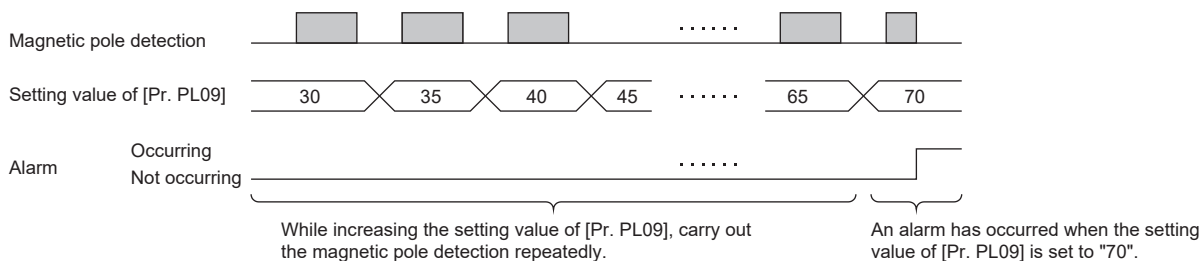 Magnetic pole detection
......
Setting value of [Pr. PL09]
30 35 40 45 ...... 65 70
Alarm
Occurring
Not occurring
......
While increasing the setting value of [Pr. PL09], carry out
the magnetic pole detection repeatedly.
An alarm has occurred when the setting
value of [Pr. PL09] is set to "70".